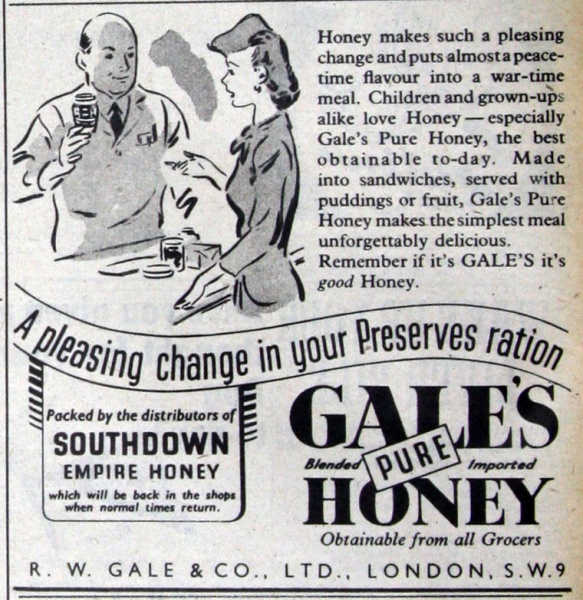 Honey makes such a pleasing
change and puts almost a peace-
time flavour into a war-time
meal. Children and grown-ups
alike love Honey — especially
Gale's Pure Honey, the best
obtainable to-day. Made
into sandwiches, served with
puddings or fruit, Gale's Pure
Honey makes the simplest meal
unforgettably delicious.
Remember if it's GALE'S it's
good Honey.
A pleasing change in your Preserves ration
Packed by the distributors of
SOUTHDOWN
EMPIRE HONEY
which will be back in the shops
when normal times return.
GALE'S
Blended PURE Imported
HONEY
Obtainable from all Grocers
R. W. GALE & CO., LTD., LONDON, S.W.9